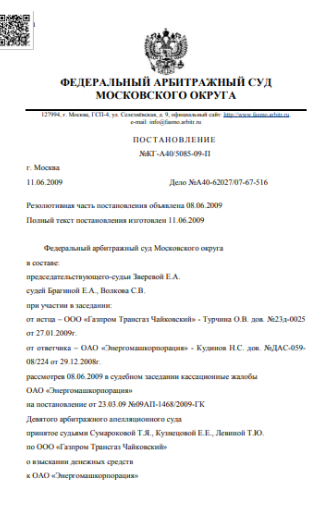 ФЕДЕРАЛЬНЫЙ АРБИТРАЖНЫЙ СУД
МОСКОВСКОГО ОКРУГА
127994, г. Москва, ГСП-4, ул. Селезнёвская, д. 9, официальный сайт: http://www.fasmo.arbitr.ru
e-mail: info@fasmo.arbitr.ru
ПОСТАНОВЛЕНИЕ
№КГ-А40/5085-09-П
г. Москва
11.06.2009 Дело №А40-62027/07-67-516
Резолютивная часть постановления объявлена 08.06.2009
Полный текст постановления изготовлен 11.06.2009
Федеральный арбитражный суд Московского округа
в составе:
председательствующего-судьи Зверевой Е.А.
судей Брагиной Е.А., Волкова С.В.
при участии в заседании:
от истца – ООО «Газпром Трансгаз Чайковский» - Турчина О.В. дов. №23д-0025
от 27.01.2009г.
от ответчика – ОАО «Энергомашкорпорация» - Кудинов Н.С. дов. №ДАС-059-
08/224 от 29.12.2008г.
рассмотрев 08.06.2009 в судебном заседании кассационные жалобы
ОАО «Энергомашкорпорация»
на постановление от 23.03.09 №09АП-1468/2009-ГК
Девятого арбитражного апелляционного суда
принятое судьями Сумароковой Т.Я., Кузнецовой Е.Е., Левиной Т.Ю.
по ООО «Газпром Трансгаз Чайковский»
о взыскании денежных средств
к ОАО «Энергомашкорпорация»